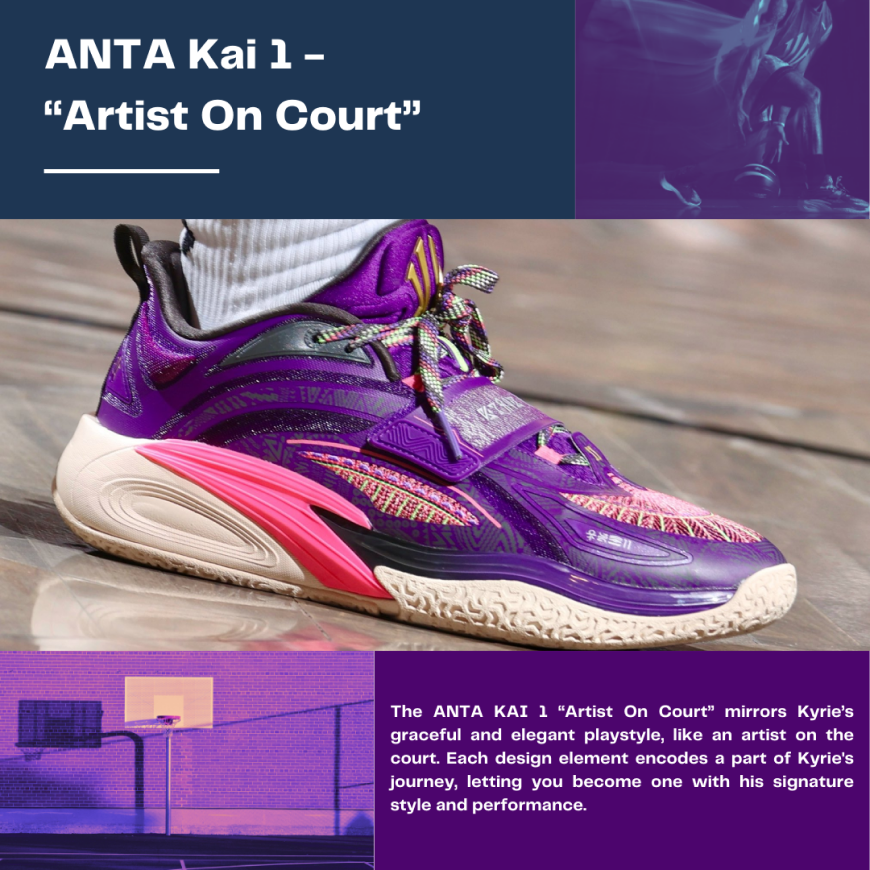 ANTA Kai 1 –
“Artist On Court”
The ANTA KAI 1 “Artist On Court” mirrors Kyrie’s
graceful and elegant playstyle, like an artist on the
court. Each design element encodes a part of Kyrie's
journey, letting you become one with his signature
style and performance.